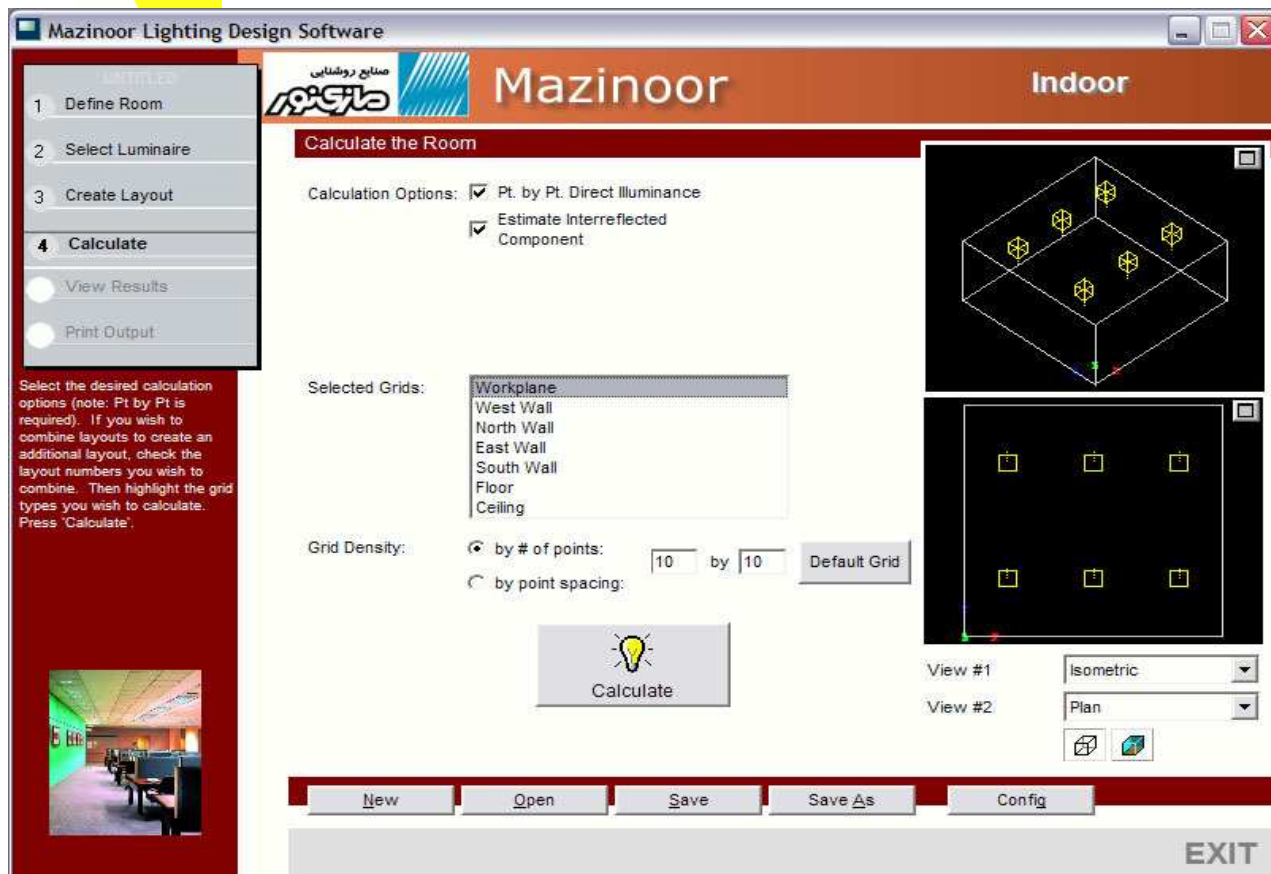 Mazinoor Lighting Design Software
UNTITLED
1 Define Room
2 Select Luminaire
3 Create Layout
4 Calculate
View Results
Print Output
Select the desired calculation
options (note: Pt by Pt is
required). If you wish to
combine layouts to create an
additional layout, check the
layout numbers you wish to
combine. Then highlight the grid
types you wish to calculate.
Press 'Calculate'.
صنایع روشنایی
مازی‌نور
Mazinoor
Indoor
Calculate the Room
Calculation Options: Pt. by Pt. Direct Illuminance
Estimate Interreflected
Component
Selected Grids:
Workplane
West Wall
North Wall
East Wall
South Wall
Floor
Ceiling
Grid Density: by # of points: 10 by 10 Default Grid
by point spacing:
Calculate
View #1 Isometric
View #2 Plan
New Open Save Save As Config
EXIT